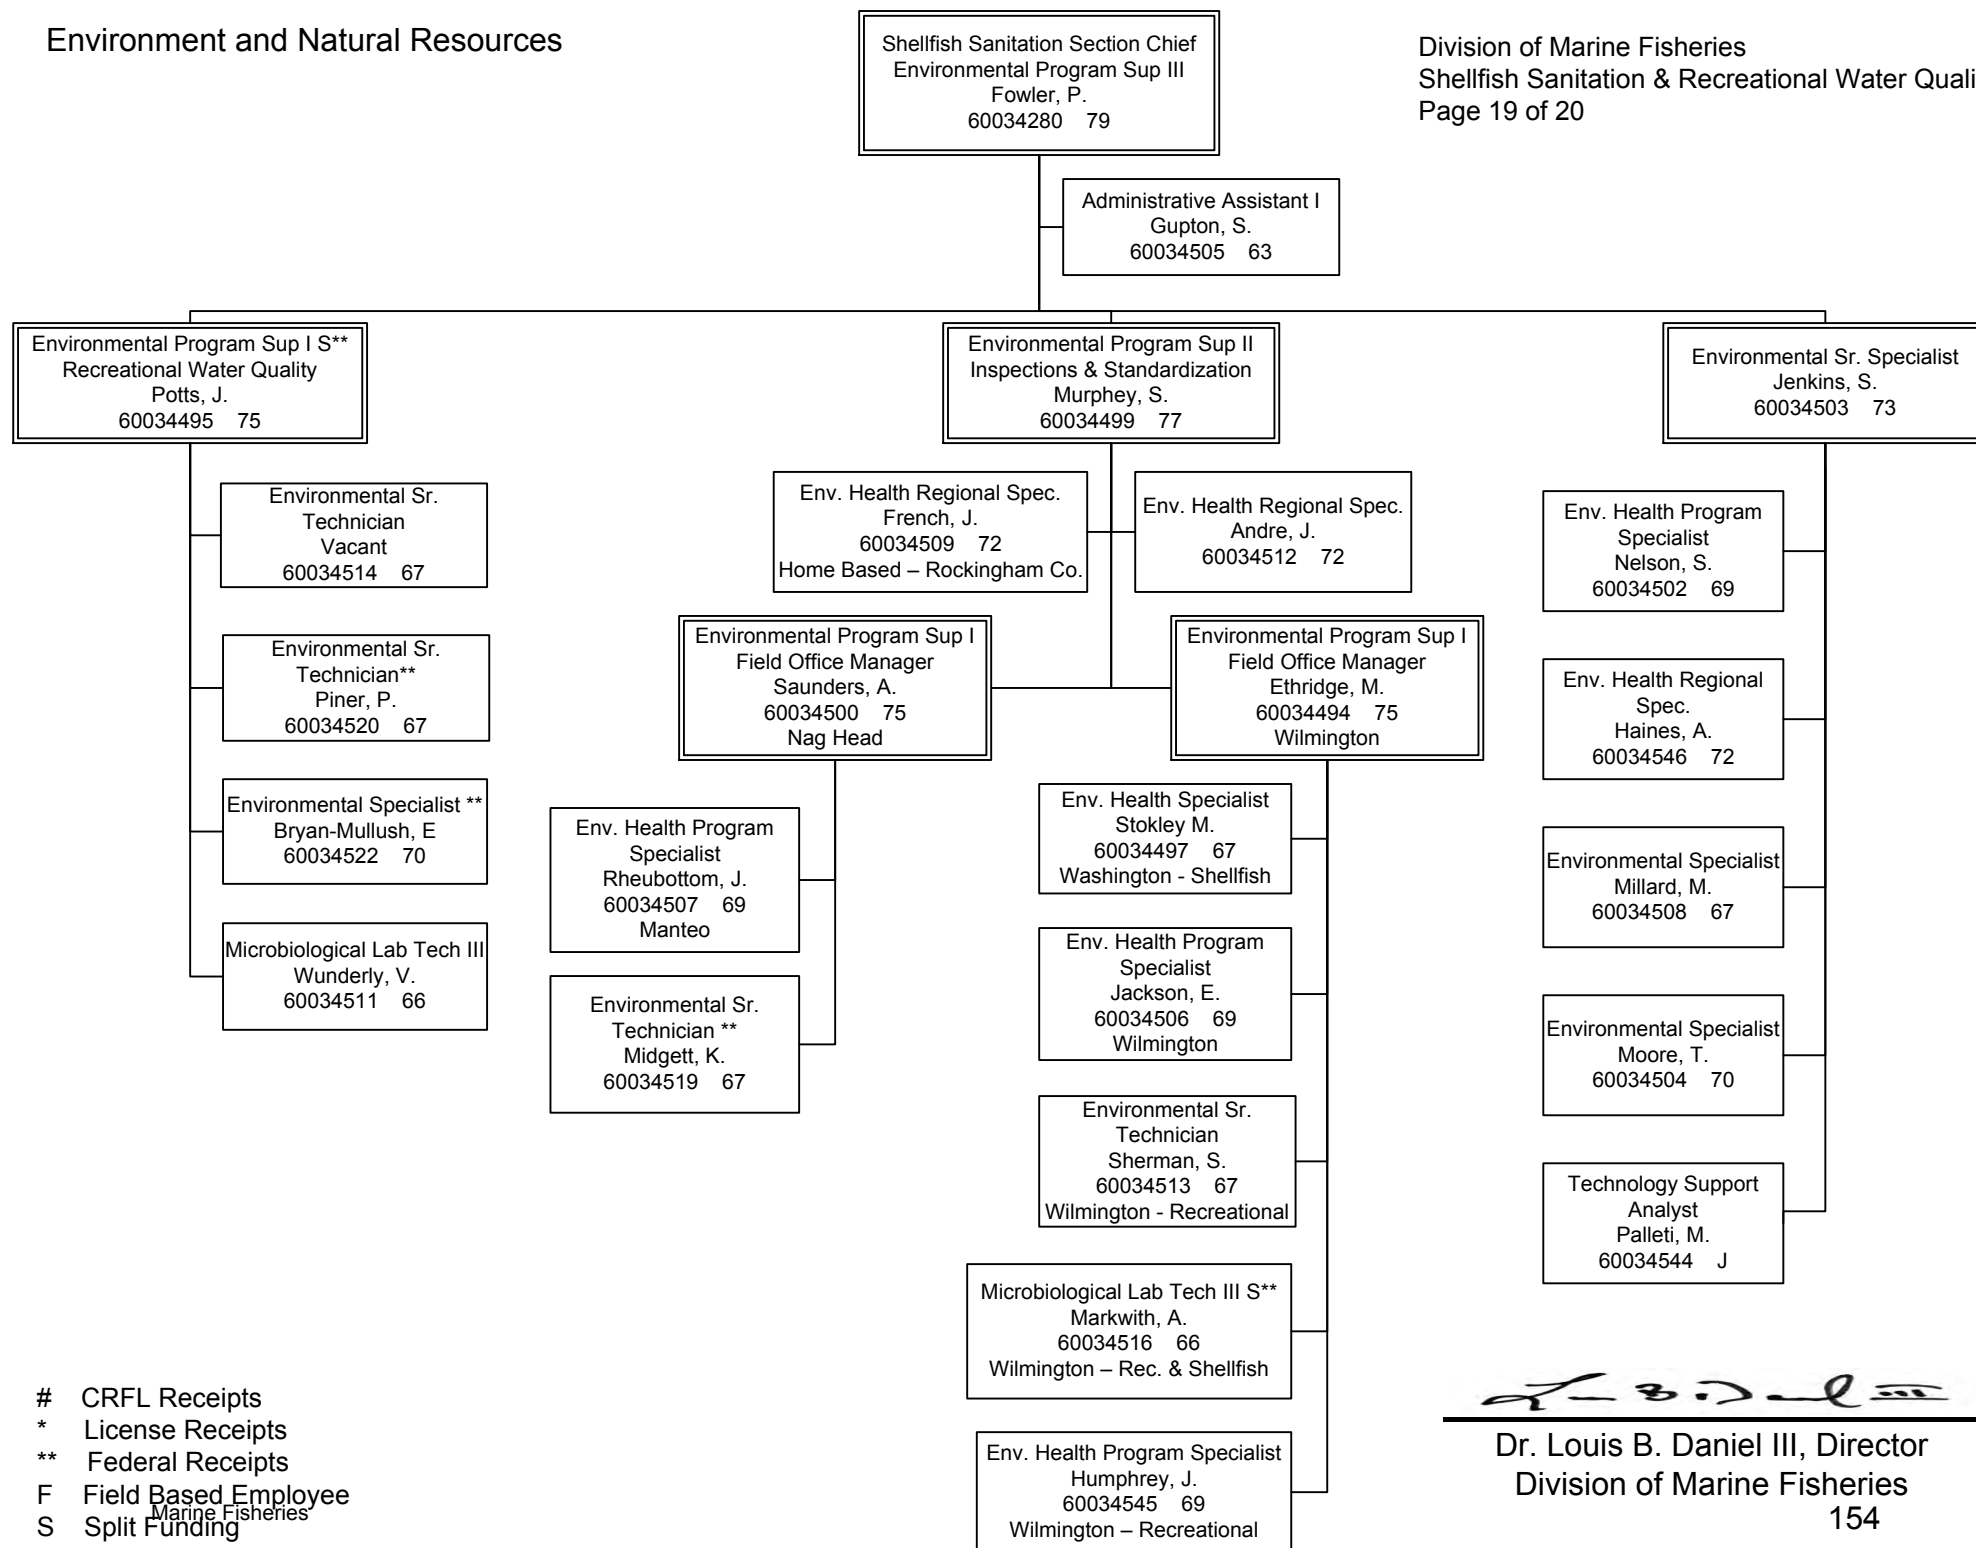 Environment and Natural Resources
Shellfish Sanitation Section Chief
Environmental Program Sup III
Fowler, P.
60034280 79
Division of Marine Fisheries
Shellfish Sanitation & Recreational Water Quali
Page 19 of 20
Administrative Assistant I
Gupton, S.
60034505 63
Environmental Program Sup I S**
Recreational Water Quality
Potts, J.
60034495 75
Environmental Program Sup II
Inspections & Standardization
Murphey, S.
60034499 77
Environmental Sr. Specialist
Jenkins, S.
60034503 73
Environmental Sr.
Technician
Vacant
60034514 67
Environmental Sr.
Technician**
Piner, P.
60034520 67
Environmental Specialist **
Bryan-Mullush, E
60034522 70
Microbiological Lab Tech III
Wunderly, V.
60034511 66
Env. Health Regional Spec.
French, J.
60034509 72
Home Based – Rockingham Co.
Env. Health Regional Spec.
Andre, J.
60034512 72
Environmental Program Sup I
Field Office Manager
Saunders, A.
60034500 75
Nag Head
Environmental Program Sup I
Field Office Manager
Ethridge, M.
60034494 75
Wilmington
Env. Health Program
Specialist
Rheubottom, J.
60034507 69
Manteo
Environmental Sr.
Technician **
Midgett, K.
60034519 67
Env. Health Specialist
Stokley M.
60034497 67
Washington - Shellfish
Env. Health Program
Specialist
Jackson, E.
60034506 69
Wilmington
Environmental Sr.
Technician
Sherman, S.
60034513 67
Wilmington - Recreational
Microbiological Lab Tech III S**
Markwith, A.
60034516 66
Wilmington – Rec. & Shellfish
Env. Health Program Specialist
Humphrey, J.
60034545 69
Wilmington – Recreational
Env. Health Program
Specialist
Nelson, S.
60034502 69
Env. Health Regional
Spec.
Haines, A.
60034546 72
Environmental Specialist
Millard, M.
60034508 67
Environmental Specialist
Moore, T.
60034504 70
Technology Support
Analyst
Palleti, M.
60034544 J
# CRFL Receipts
* License Receipts
** Federal Receipts
F Field Based Employee
S Split Funding
Marine Fisheries
Dr. Louis B. Daniel III, Director
Division of Marine Fisheries
154